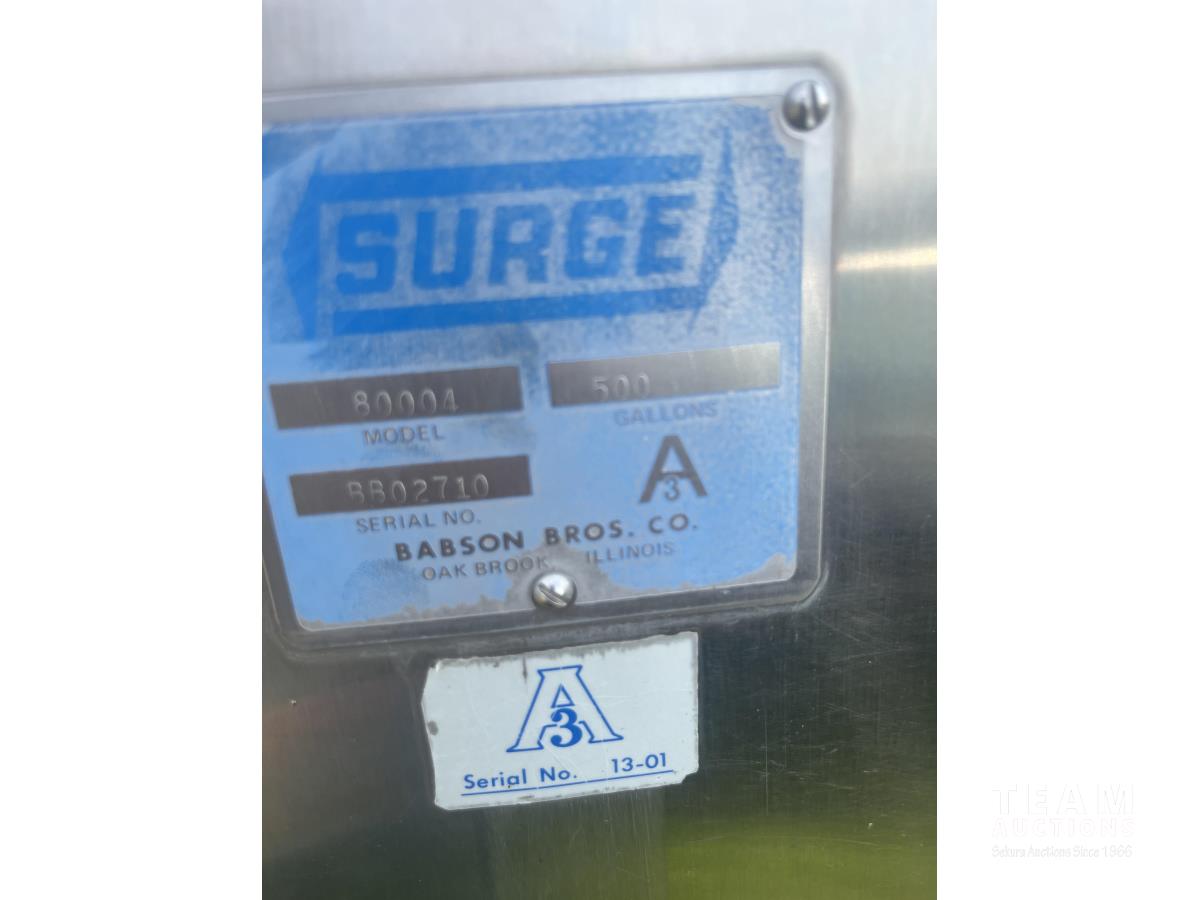 SURGE
80004 500
MODEL GALLONS
BB02710
A
3
SERIAL NO.
BABSON BROS. CO.
OAK BROOK, ILLINOIS
A
3
Serial No. 13-01
TEAM
AUCTIONS
Sekura Auctions Since 1966